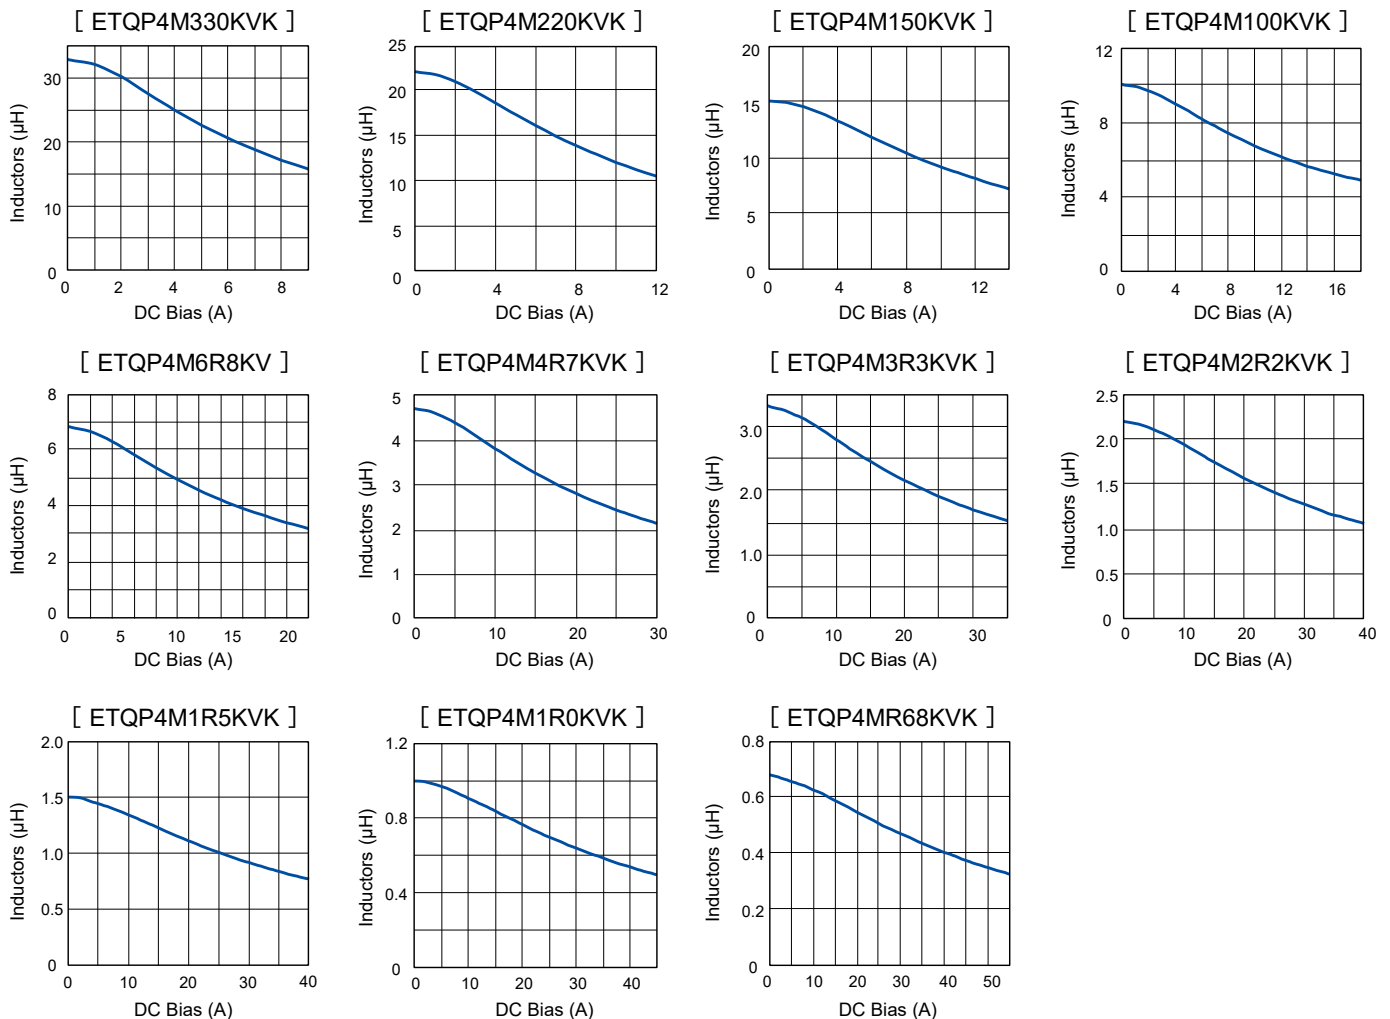 [ ETQP4M330KVK ]
30
20
10
0
0 2 4 6 8
Inductors (μH)
DC Bias (A)
[ ETQP4M220KVK ]
25
20
15
10
5
0
0 4 8 12
Inductors (μH)
DC Bias (A)
[ ETQP4M150KVK ]
20
15
10
5
0
0 4 8 12
Inductors (μH)
DC Bias (A)
[ ETQP4M100KVK ]
12
8
4
0
0 4 8 12 16
Inductors (μH)
DC Bias (A)
[ ETQP4M6R8KV ]
8
6
4
2
0
0 5 10 15 20
Inductors (μH)
DC Bias (A)
[ ETQP4M4R7KVK ]
5
4
3
2
1
0
0 10 20 30
Inductors (μH)
DC Bias (A)
[ ETQP4M3R3KVK ]
3.0
2.0
1.0
0
0 10 20 30
Inductors (μH)
DC Bias (A)
[ ETQP4M2R2KVK ]
2.5
2.0
1.5
1.0
0.5
0
0 10 20 30 40
Inductors (μH)
DC Bias (A)
[ ETQP4M1R5KVK ]
2.0
1.5
1.0
0.5
0
0 10 20 30 40
Inductors (μH)
DC Bias (A)
[ ETQP4M1R0KVK ]
1.2
0.8
0.4
0
0 10 20 30 40
Inductors (μH)
DC Bias (A)
[ ETQP4MR68KVK ]
0.8
0.6
0.4
0.2
0
0 10 20 30 40 50
Inductors (μH)
DC Bias (A)